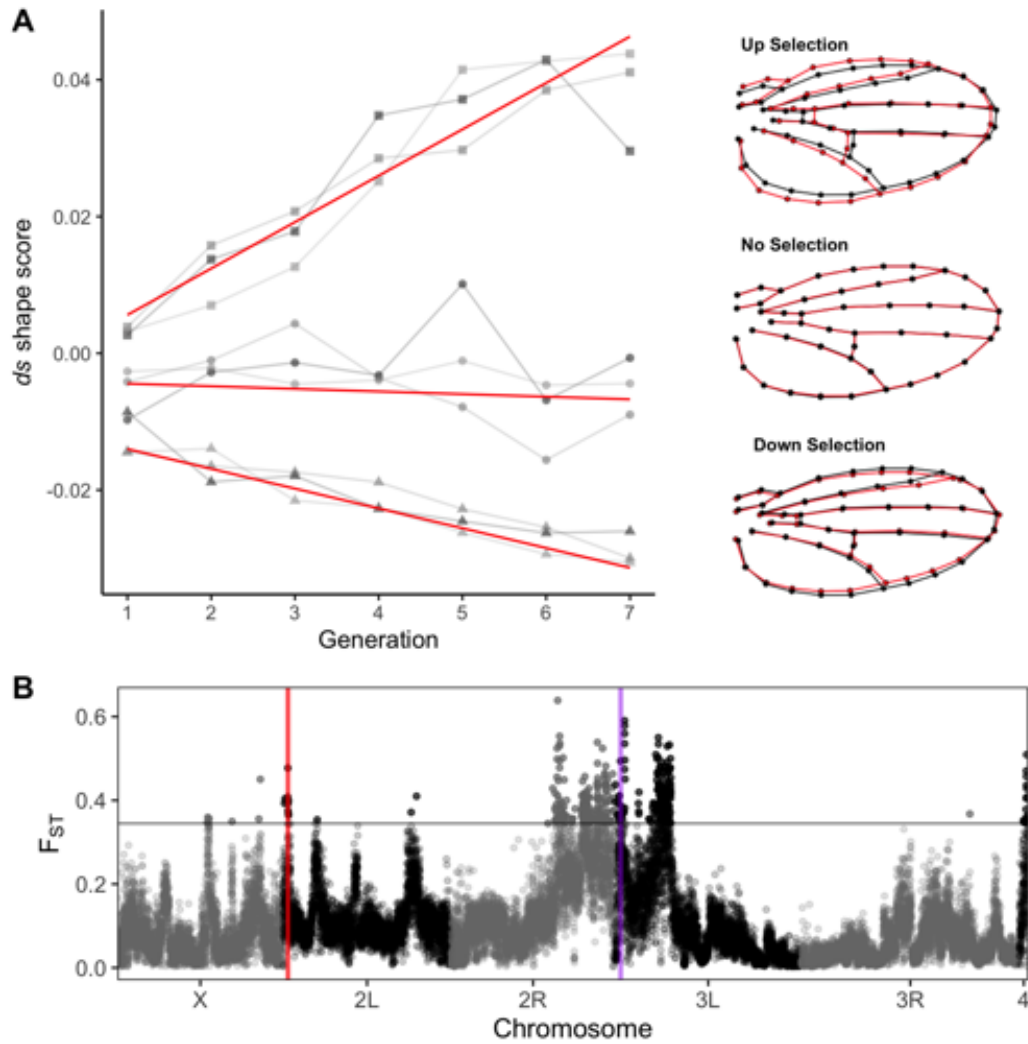 A
ds shape score
0.04
0.02
0.00
-0.02
1 2 3 4 5 6 7
Generation
Up Selection
No Selection
Down Selection
B
FST
0.6
0.4
0.2
0.0
X 2L 2R 3L 3R 4
Chromosome